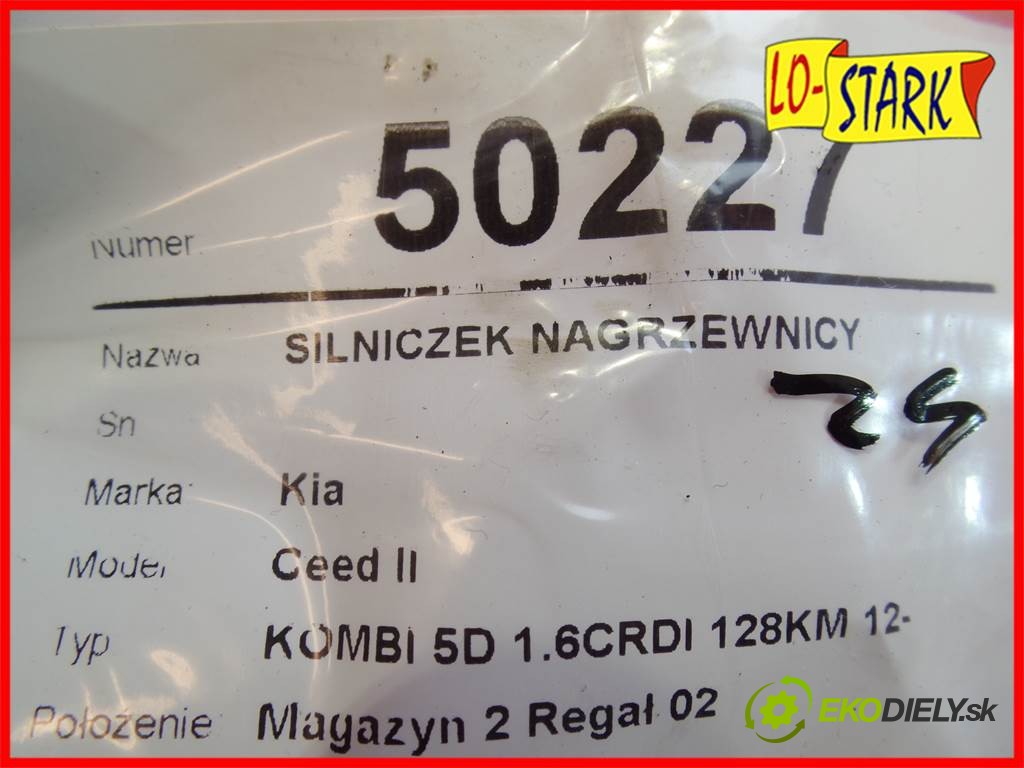 LO-STARK
Numer 50227
Nazwa SILNICZEK NAGRZEWNICY
Sn
Marka Kia
Model Ceed II
Typ KOMBI 5D 1.6CRDI 128KM 12-
Położenie Magazyn 2 Regał 02
EKODIELY.sk